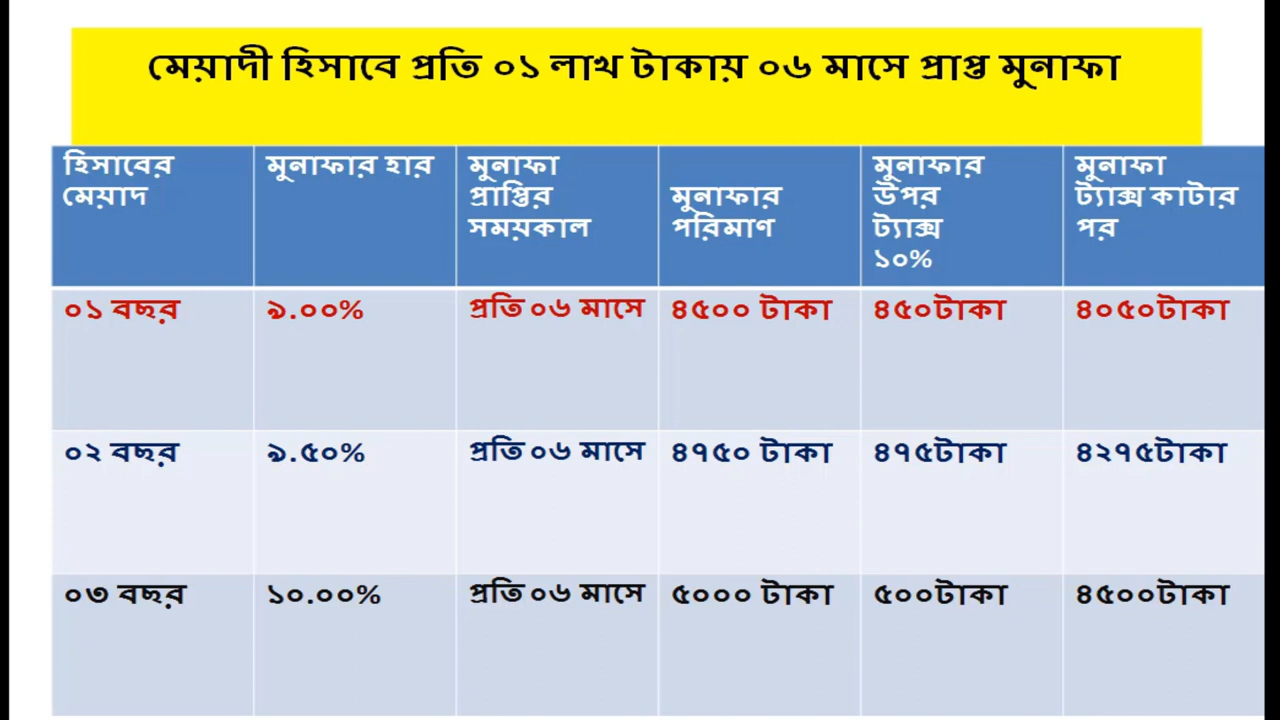 মেয়াদী হিসাবে প্রতি ০১ লাখ টাকায় ০৬ মাসে প্রাপ্ত মুনাফা
হিসাবের
মেয়াদ
মুনাফার হার
মুনাফা
প্রাপ্তির
সময়কাল
মুনাফার
পরিমাণ
মুনাফার
উপর
ট্যাক্স
১০%
মুনাফা
ট্যাক্স কাটার
পর
০১ বছর ৯.০০% প্রতি ০৬ মাসে ৪৫০০ টাকা ৪৫০টাকা ৪০৫০টাকা
০২ বছর ৯.৫০% প্রতি ০৬ মাসে ৪৭৫০ টাকা ৪৭৫টাকা ৪২৭৫টাকা
০৩ বছর ১০.০০% প্রতি ০৬ মাসে ৫০০০ টাকা ৫০০টাকা ৪৫০০টাকা